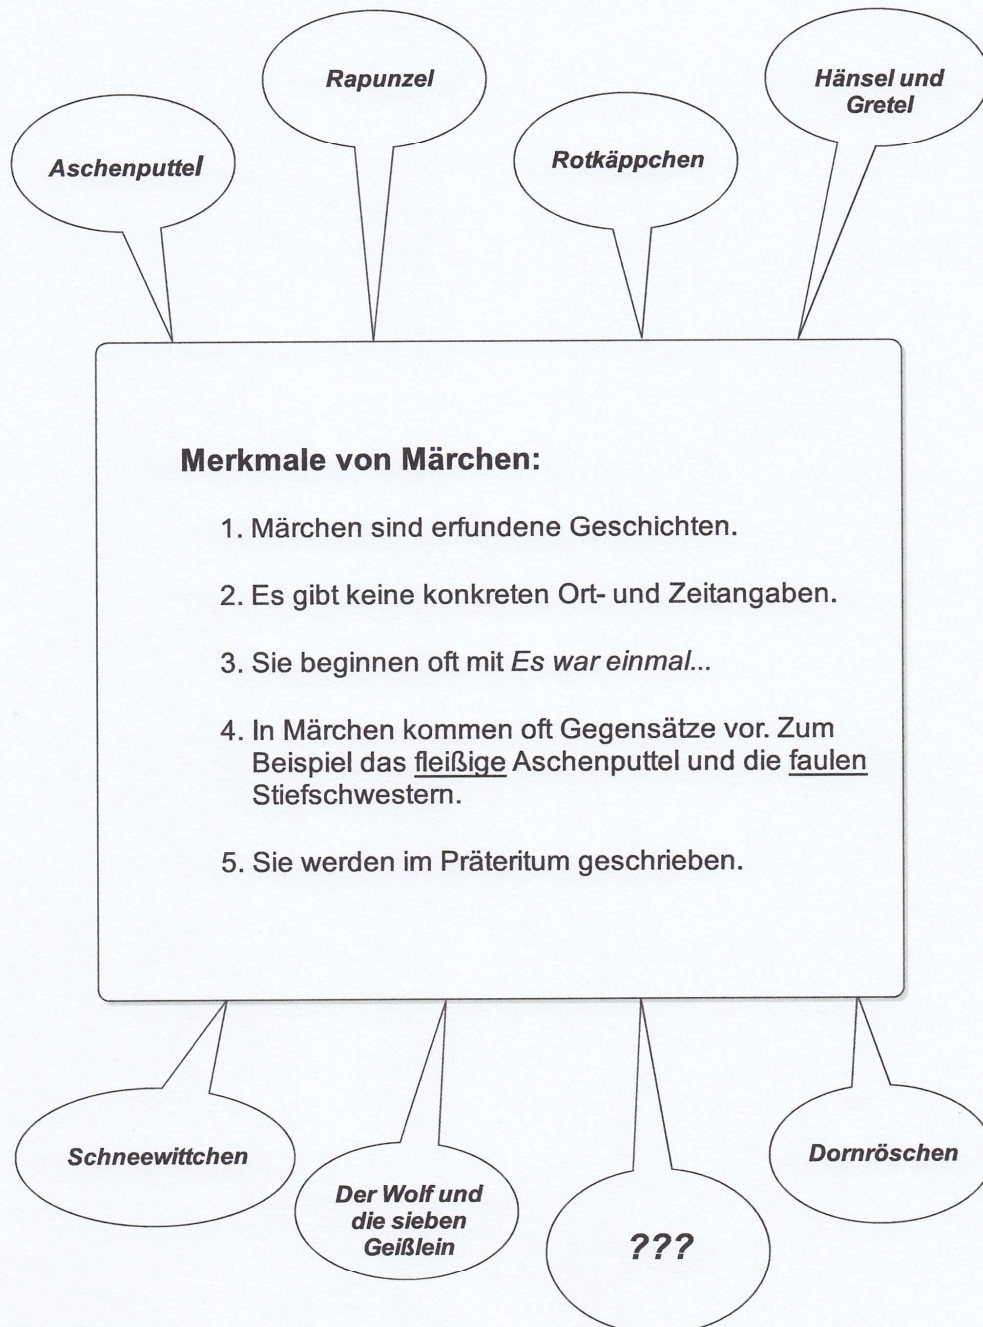 Rapunzel
Hänsel und
Gretel
Aschenputtel
Rotkäppchen
Merkmale von Märchen:
1. Märchen sind erfundene Geschichten.
2. Es gibt keine konkreten Ort- und Zeitangaben.
3. Sie beginnen oft mit Es war einmal...
4. In Märchen kommen oft Gegensätze vor. Zum
Beispiel das fleißige Aschenputtel und die faulen
Stiefschwestern.
5. Sie werden im Präteritum geschrieben.
Schneewittchen
Der Wolf und
die sieben
Geißlein
???
Dornröschen